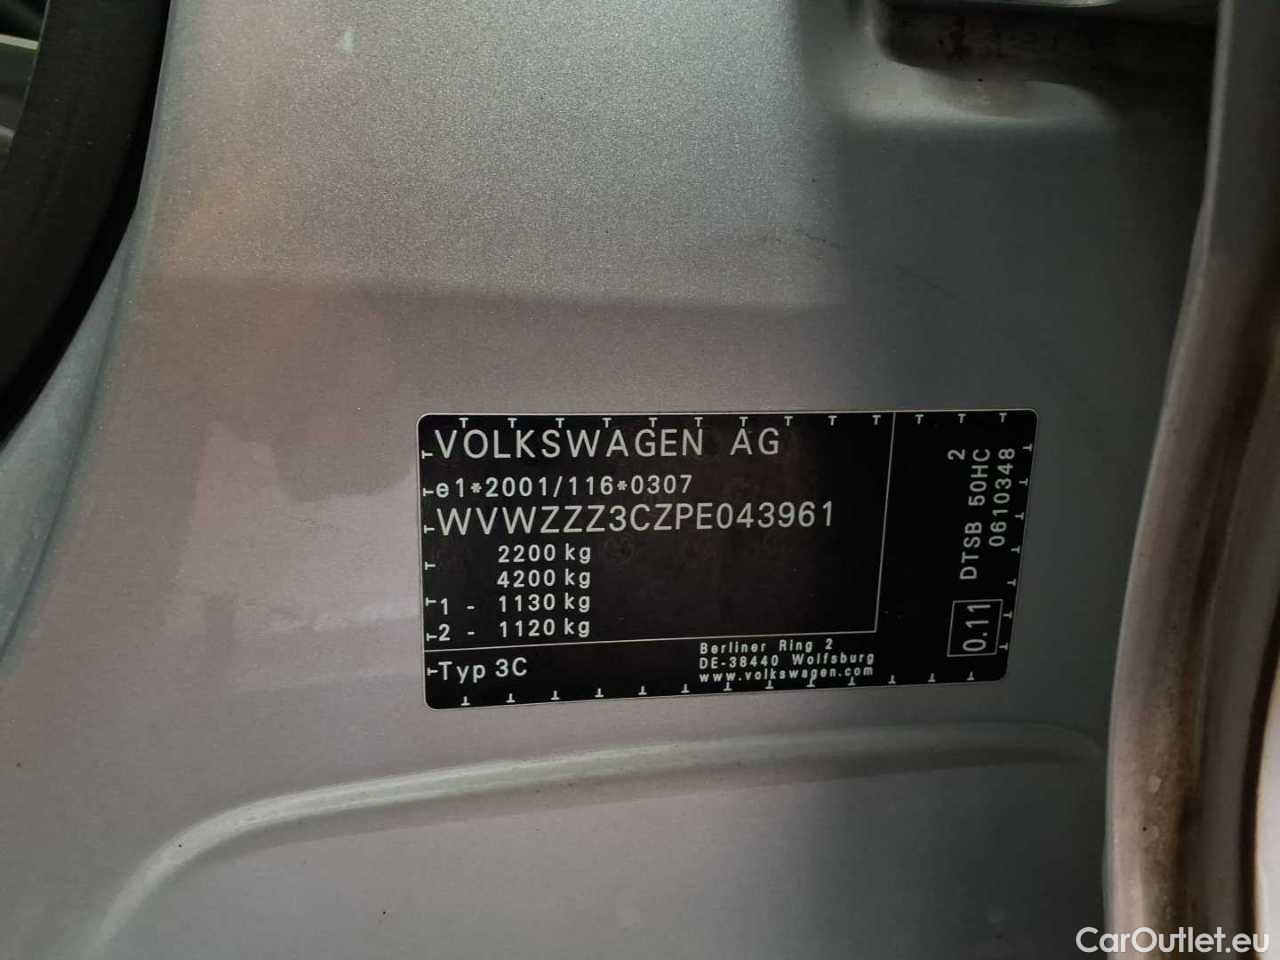 VOLKSWAGEN AG
e1*2001/116*0307
WVWZZZ3CZPE043961
2200 kg
4200 kg
1 - 1130 kg
2 - 1120 kg
Typ 3C
Berliner Ring 2
DE-38440 Wolfsburg
www.volkswagen.com
0.11
DTSB 50HC 2
0610348
CarOutlet.eu